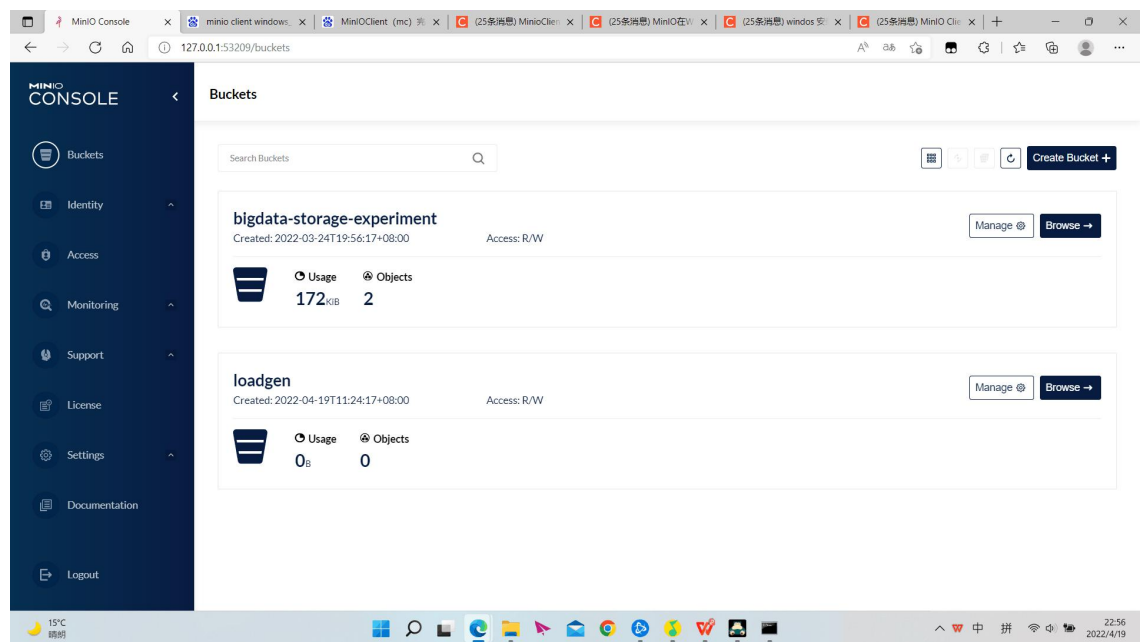 MinIO Console
minio client windows_
MinIOClient (mc) 完
(25条消息) MinioClien
(25条消息) MinIO在W
(25条消息) windos 安
(25条消息) MinIO Clie
127.0.0.1:53209/buckets
MINIO
CONSOLE
Buckets
Identity
Access
Monitoring
Support
License
Settings
Documentation
Logout
Buckets
Search Buckets
Create Bucket +
bigdata-storage-experiment
Created: 2022-03-24T19:56:17+08:00 Access: R/W
Manage
Browse →
Usage Objects
172 KiB 2
loadgen
Created: 2022-04-19T11:24:17+08:00 Access: R/W
Manage
Browse →
Usage Objects
0 B 0
15°C
晴朗
中 拼
22:56
2022/4/19